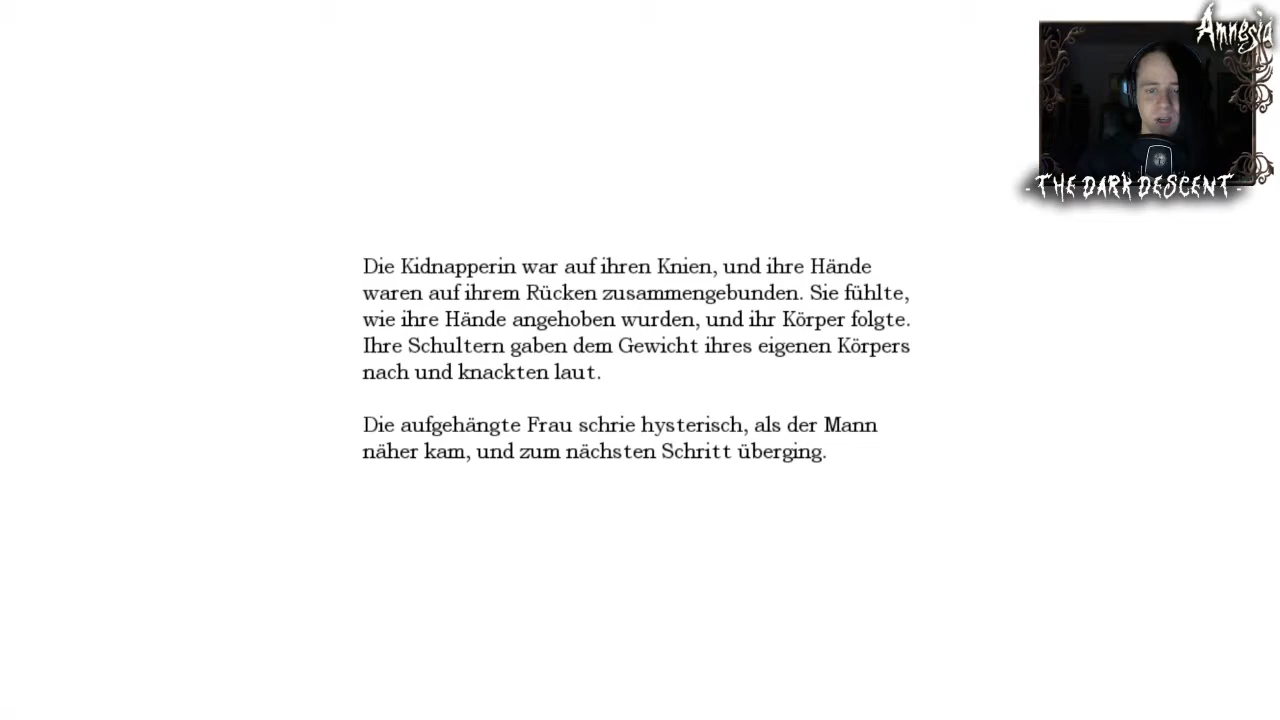 Amnesia
- THE DARK DESCENT -
Die Kidnapperin war auf ihren Knien, und ihre Hände
waren auf ihrem Rücken zusammengebunden. Sie fühlte,
wie ihre Hände angehoben wurden, und ihr Körper folgte.
Ihre Schultern gaben dem Gewicht ihres eigenen Körpers
nach und knackten laut.
Die aufgehängte Frau schrie hysterisch, als der Mann
näher kam, und zum nächsten Schritt überging.